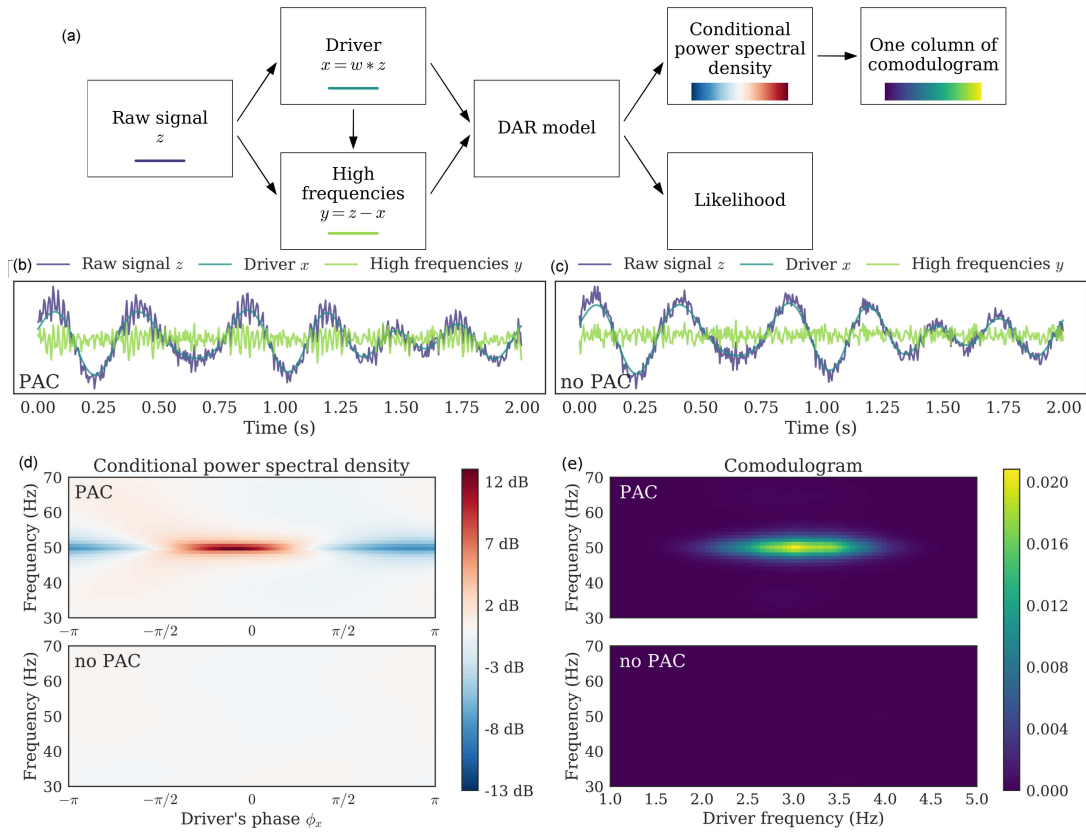 (a)
Raw signal
z
Driver
x = w * z
High
frequencies
y = z − x
DAR model
Conditional
power spectral
density
One column of
comodulogram
Likelihood
(b)
Raw signal z
Driver x
High frequencies y
PAC
0.00 0.25 0.50 0.75 1.00 1.25 1.50 1.75 2.00
Time (s)
(c)
Raw signal z
Driver x
High frequencies y
no PAC
0.00 0.25 0.50 0.75 1.00 1.25 1.50 1.75 2.00
Time (s)
(d)
Conditional power spectral density
PAC
Frequency (Hz)
70
60
50
40
30
−π −π/2 0 π/2 π
no PAC
Frequency (Hz)
70
60
50
40
30
−π −π/2 0 π/2 π
Driver's phase ϕx
12 dB
7 dB
2 dB
-3 dB
-8 dB
-13 dB
(e)
Comodulogram
PAC
Frequency (Hz)
70
60
50
40
30
no PAC
Frequency (Hz)
70
60
50
40
30
1.0 1.5 2.0 2.5 3.0 3.5 4.0 4.5 5.0
Driver frequency (Hz)
0.020
0.016
0.012
0.008
0.004
0.000